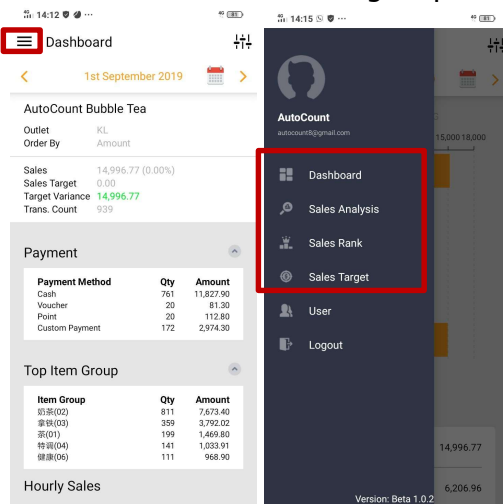 14:12
81
Dashboard
1st September 2019
AutoCount Bubble Tea
Outlet KL
Order By Amount
Sales 14,996.77 (0.00%)
Sales Target 0.00
Target Variance 14,996.77
Trans. Count 939
Payment
Payment Method Qty Amount
Cash 761 11,827.90
Voucher 20 81.30
Point 20 112.80
Custom Payment 172 2,974.30
Top Item Group
Item Group Qty Amount
奶茶(02) 811 7,673.40
拿铁(03) 359 3,792.02
茶(01) 199 1,469.80
特调(04) 141 1,033.91
健康(06) 111 968.90
Hourly Sales
14:15
81
AutoCount
autocount8@gmail.com
15,000 18,000
Dashboard
Sales Analysis
Sales Rank
Sales Target
User
Logout
14,996.77
6,206.96
Version: Beta 1.0.2